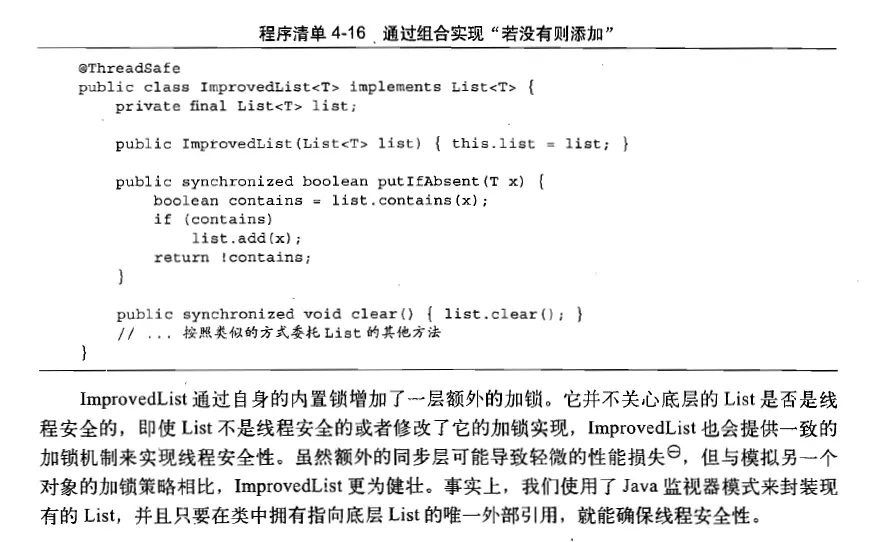 程序清单 4-16 通过组合实现“若没有则添加”
@ThreadSafe
public class ImprovedList<T> implements List<T> {
    private final List<T> list;
    public ImprovedList(List<T> list) { this.list = list; }
    public synchronized boolean putIfAbsent(T x) {
        boolean contains = list.contains(x);
        if (contains)
            list.add(x);
        return !contains;
    }
    public synchronized void clear() { list.clear(); }
    // ... 按照类似的方式委托List的其他方法
}
ImprovedList 通过自身的内置锁增加了一层额外的加锁。它并不关心底层的 List 是否是线
程安全的，即使 List 不是线程安全的或者修改了它的加锁实现，ImprovedList 也会提供一致的
加锁机制来实现线程安全性。虽然额外的同步层可能导致轻微的性能损失㊀，但与模拟另一个
对象的加锁策略相比，ImprovedList 更为健壮。事实上，我们使用了 Java 监视器模式来封装现
有的 List，并且只要在类中拥有指向底层 List 的唯一外部引用，就能确保线程安全性。